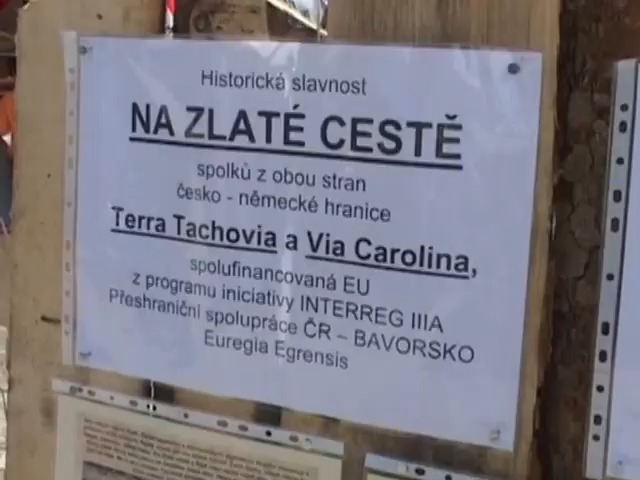 Historická slavnost
NA ZLATÉ CESTĚ
spolků z obou stran
česko - německé hranice
Terra Tachovia a Via Carolina,
spolufinancovaná EU
z programu iniciativy INTERREG IIIA
Přeshraniční spolupráce ČR – BAVORSKO
Euregia Egrensis